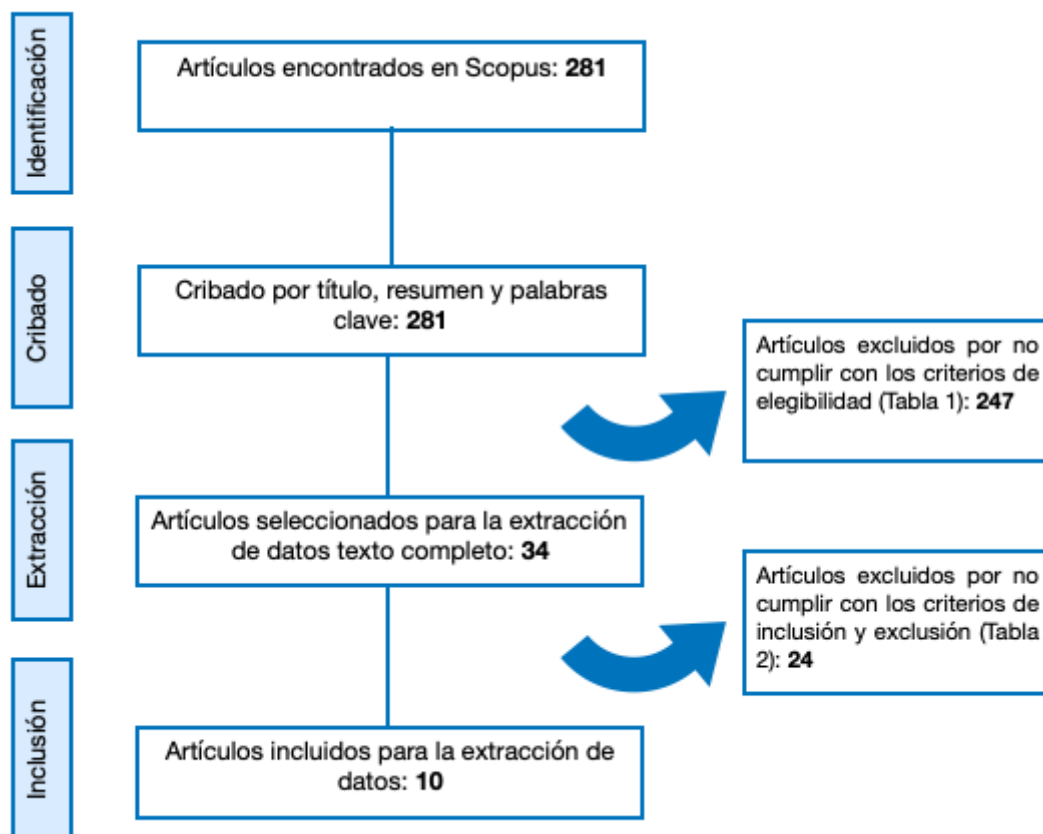 Identificación
Artículos encontrados en Scopus: 281
Cribado
Cribado por título, resumen y palabras
clave: 281
Artículos excluidos por no
cumplir con los criterios de
elegibilidad (Tabla 1): 247
Extracción
Artículos seleccionados para la extracción
de datos texto completo: 34
Artículos excluidos por no
cumplir con los criterios de
inclusión y exclusión (Tabla
2): 24
Inclusión
Artículos incluidos para la extracción de
datos: 10